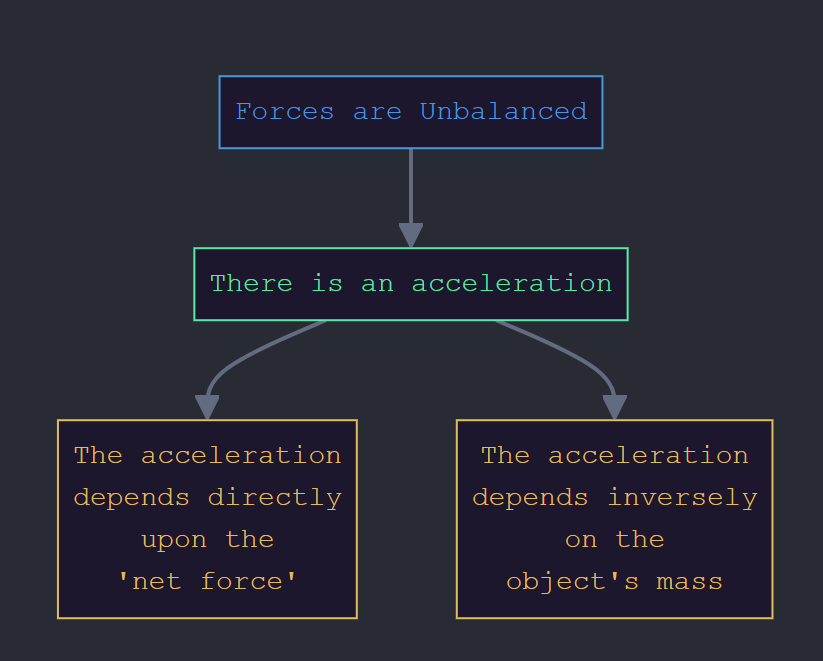 Forces are Unbalanced
There is an acceleration
The acceleration
depends directly
upon the
'net force'
The acceleration
depends inversely
on the
object's mass